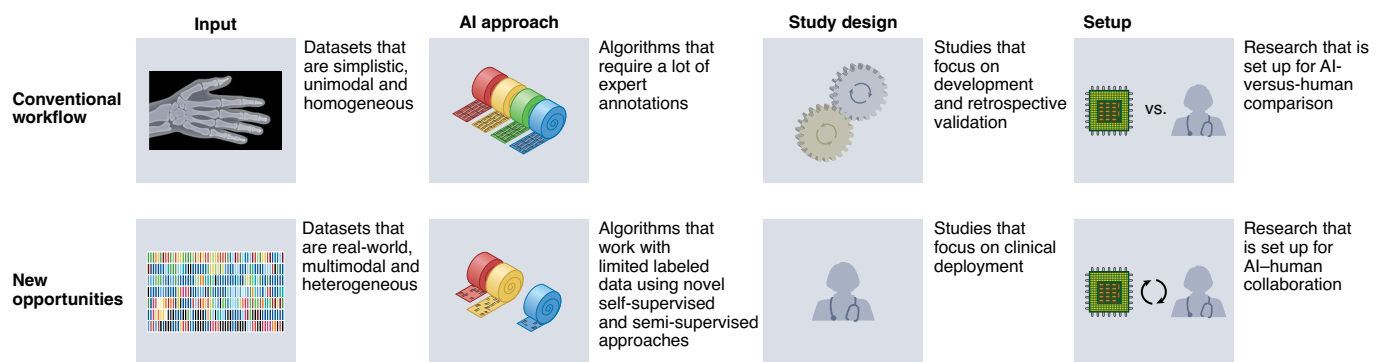 Input
AI approach
Study design
Setup
Conventional
workflow
Datasets that
are simplistic,
unimodal and
homogeneous
Algorithms that
require a lot of
expert
annotations
Studies that
focus on
development
and retrospective
validation
vs.
Research that is
set up for AI-
versus-human
comparison
New
opportunities
Datasets that
are real-world,
multimodal and
heterogeneous
Algorithms that
work with
limited labeled
data using novel
self-supervised
and semi-supervised
approaches
Studies that
focus on clinical
deployment
Research that
is set up for
AI–human
collaboration